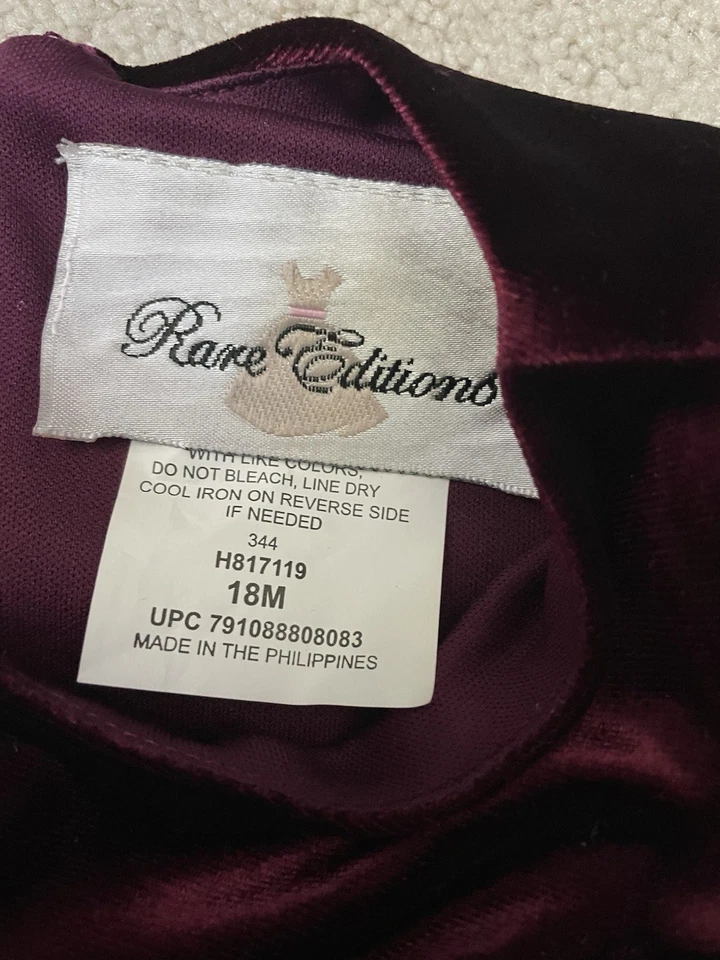 Rare Editions
WITH LIKE COLORS,
DO NOT BLEACH, LINE DRY
COOL IRON ON REVERSE SIDE
IF NEEDED
344
H817119
18M
UPC 791088808083
MADE IN THE PHILIPPINES